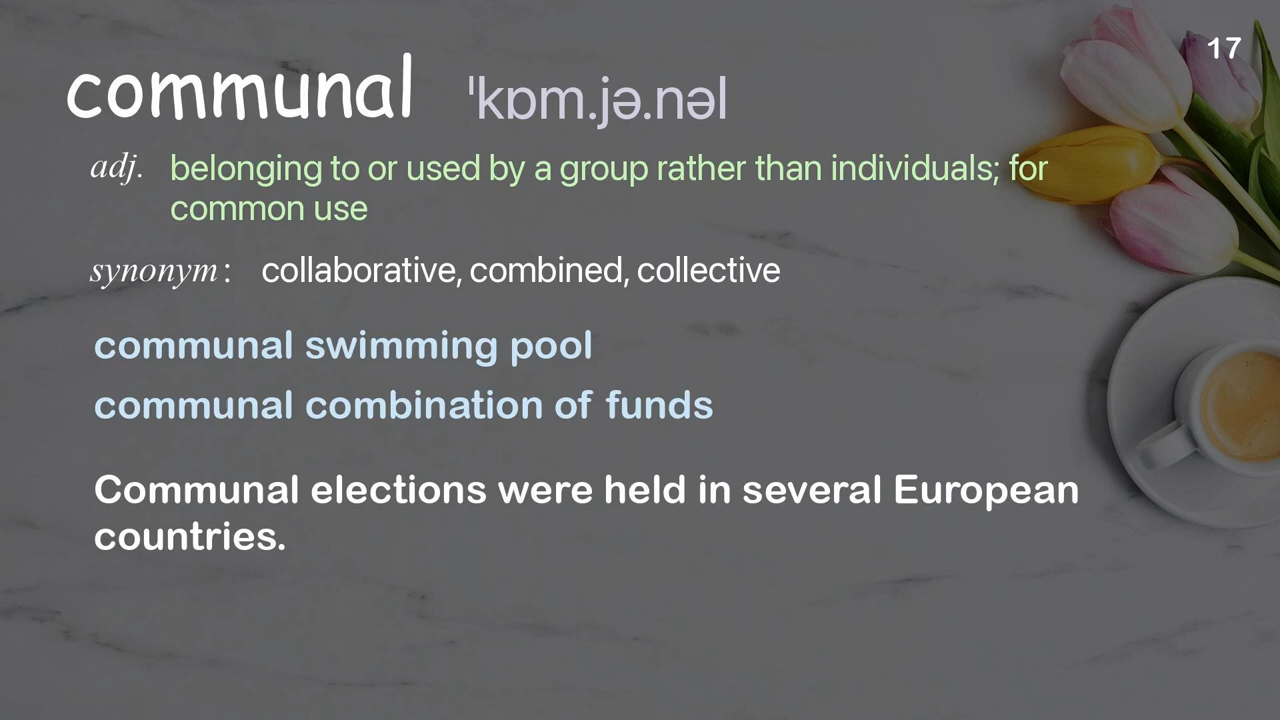 17
communal ˈkɒm.jə.nəl
adj. belonging to or used by a group rather than individuals; for
common use
synonym: collaborative, combined, collective
communal swimming pool
communal combination of funds
Communal elections were held in several European
countries.